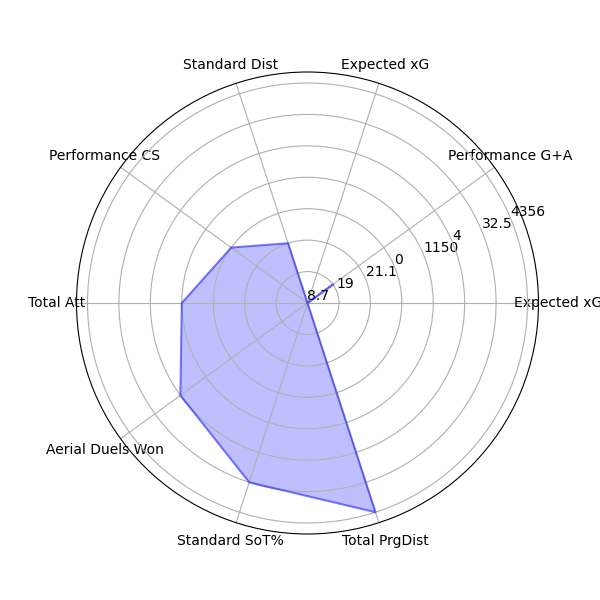 Standard Dist
Expected xG
Performance CS
Performance G+A
4356
32.5
4
1150
0
21.1
19
8.7
Total Att
Expected xG
Aerial Duels Won
Standard SoT%
Total PrgDist